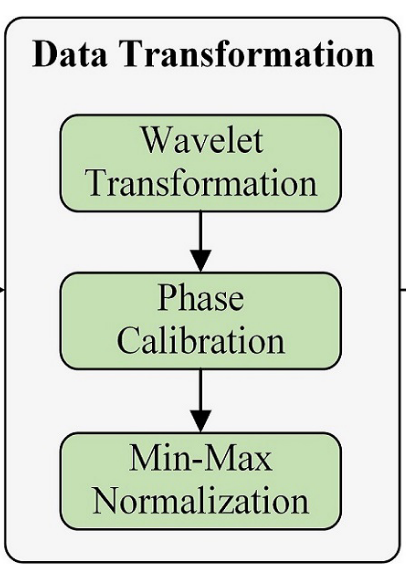 Data Transformation
Wavelet
Transformation
Phase
Calibration
Min-Max
Normalization